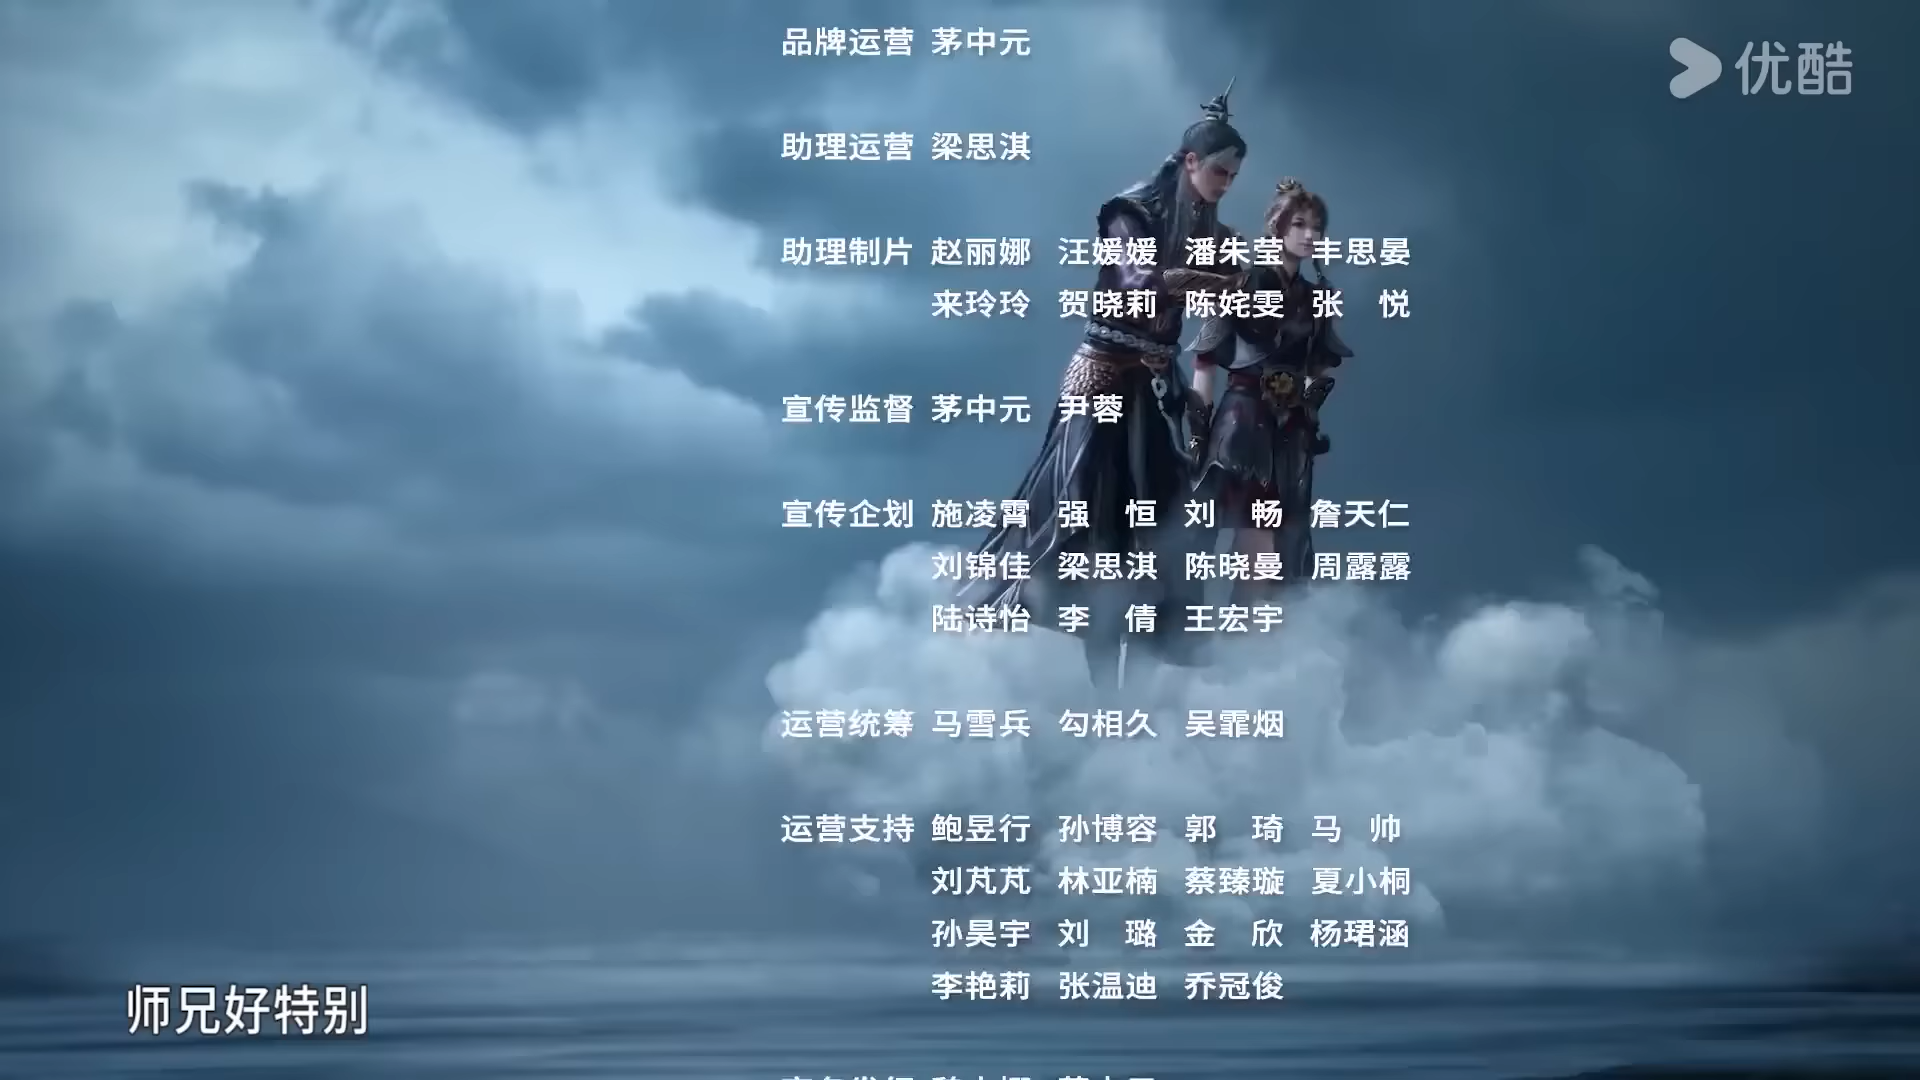 优酷
品牌运营 茅中元
助理运营 梁思淇
助理制片 赵丽娜 汪媛媛 潘朱莹 丰思晏
来玲玲 贺晓莉 陈姹雯 张 悦
宣传监督 茅中元 尹蓉
宣传企划 施凌霄 强 恒 刘 畅 詹天仁
刘锦佳 梁思淇 陈晓曼 周露露
陆诗怡 李 倩 王宏宇
运营统筹 马雪兵 勾相久 吴霏烟
运营支持 鲍昱行 孙博容 郭 琦 马 帅
刘芃芃 林亚楠 蔡臻璇 夏小桐
孙昊宇 刘 璐 金 欣 杨珺涵
李艳莉 张温迪 乔冠俊
师兄好特别